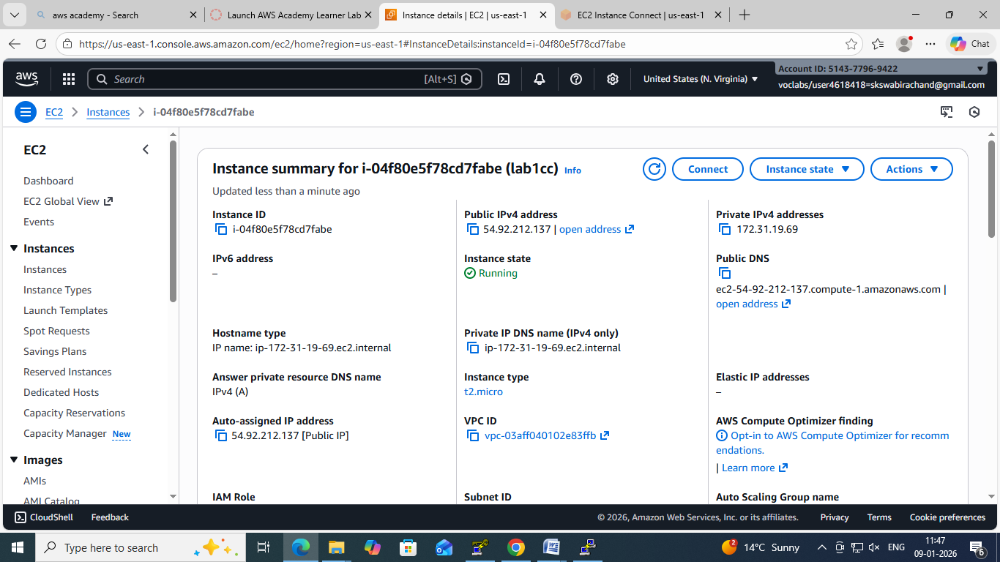 aws academy - Search
Launch AWS Academy Learner Lab
Instance details | EC2 | us-east-1
EC2 Instance Connect | us-east-1
https://us-east-1.console.aws.amazon.com/ec2/home?region=us-east-1#InstanceDetails:instanceId=i-04f80e5f78cd7fabe
Chat
aws
Search
[Alt+S]
United States (N. Virginia)
Account ID: 5143-7796-9422
voclabs/user4618418=skswabirachand@gmail.com
EC2
Instances
i-04f80e5f78cd7fabe
EC2
Dashboard
EC2 Global View
Events
Instances
Instances
Instance Types
Launch Templates
Spot Requests
Savings Plans
Reserved Instances
Dedicated Hosts
Capacity Reservations
Capacity Manager New
Images
AMIs
AMI Catalog
Instance summary for i-04f80e5f78cd7fabe (lab1cc) Info
Connect
Instance state
Actions
Updated less than a minute ago
Instance ID
i-04f80e5f78cd7fabe
Public IPv4 address
54.92.212.137 | open address
Private IPv4 addresses
172.31.19.69
IPv6 address
–
Instance state
Running
Public DNS
ec2-54-92-212-137.compute-1.amazonaws.com |
open address
Hostname type
IP name: ip-172-31-19-69.ec2.internal
Private IP DNS name (IPv4 only)
ip-172-31-19-69.ec2.internal
Answer private resource DNS name
IPv4 (A)
Instance type
t2.micro
Elastic IP addresses
–
Auto-assigned IP address
54.92.212.137 [Public IP]
VPC ID
vpc-03aff040102e83ffb
AWS Compute Optimizer finding
Opt-in to AWS Compute Optimizer for recomm
endations.
| Learn more
IAM Role
Subnet ID
Auto Scaling Group name
CloudShell
Feedback
© 2026, Amazon Web Services, Inc. or its affiliates.
Privacy
Terms
Cookie preferences
Type here to search
2
14°C Sunny
ENG
11:47
09-01-2026
6